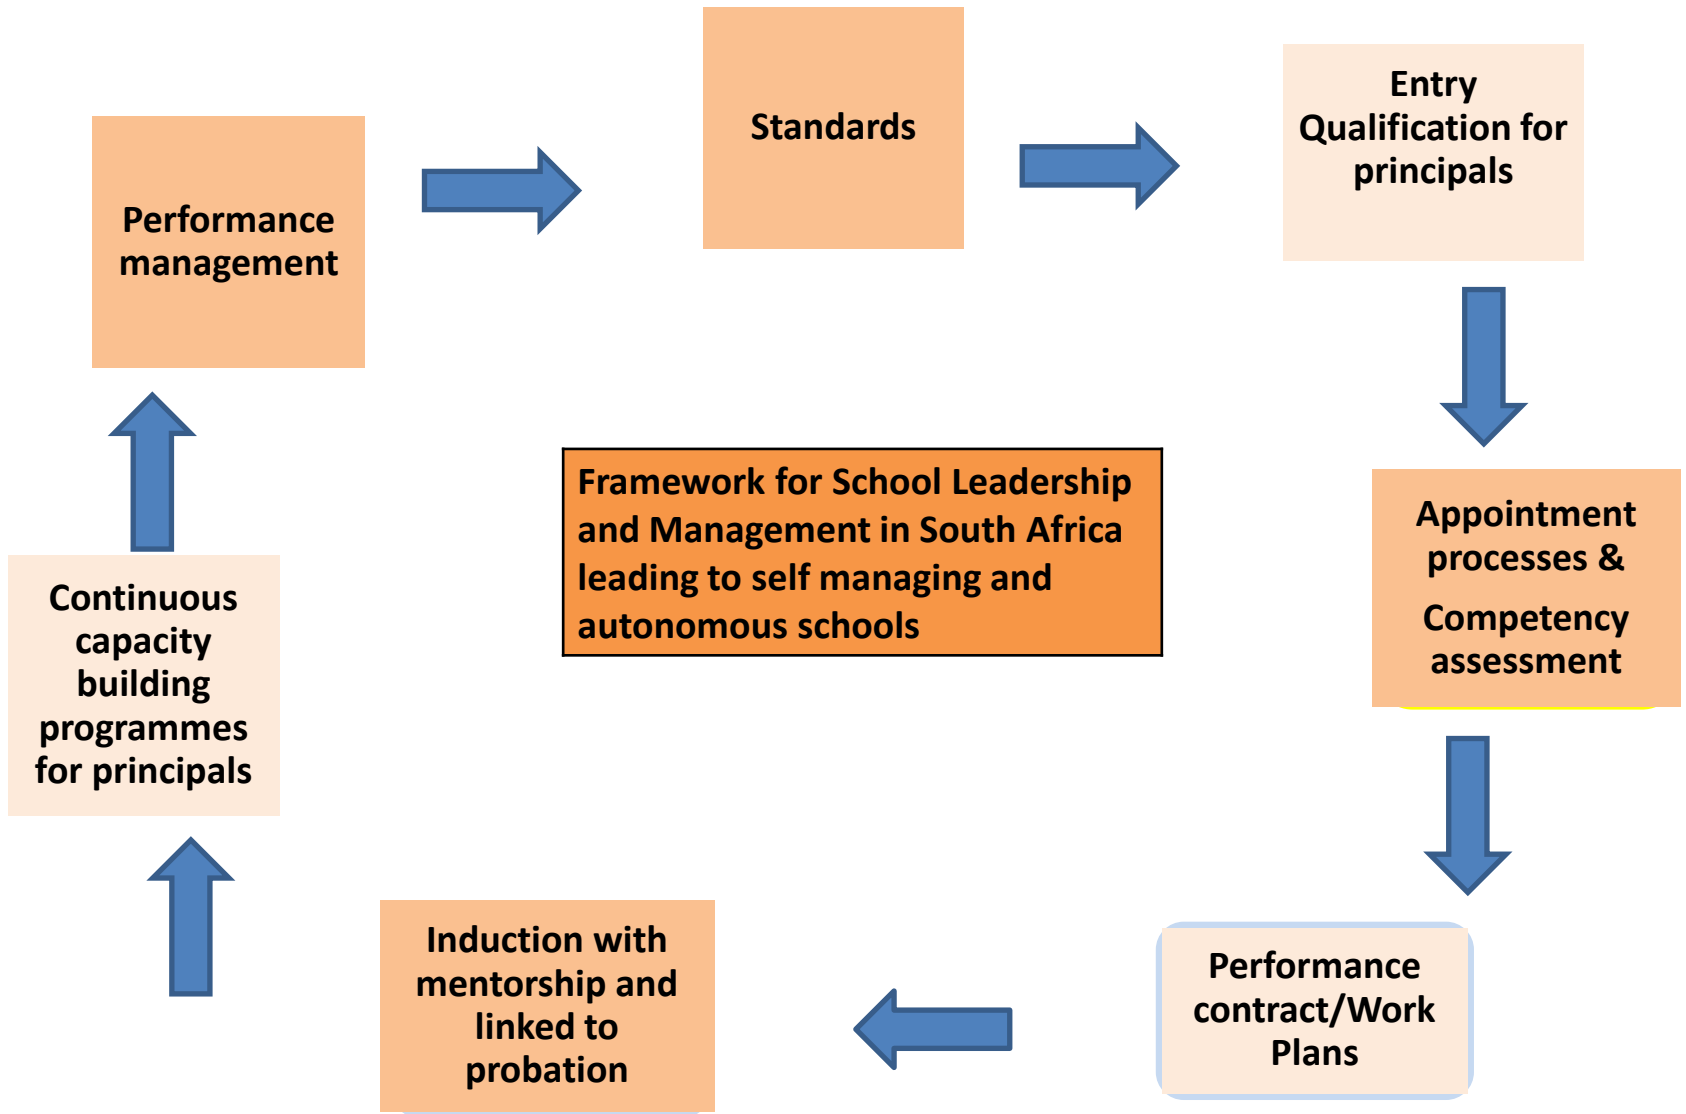 Standards
Entry
Qualification for
principals
Performance
management
Framework for School Leadership
and Management in South Africa
leading to self managing and
autonomous schools
Appointment
processes &
Competency
assessment
Continuous
capacity
building
programmes
for principals
Induction with
mentorship and
linked to
probation
Performance
contract/Work
Plans